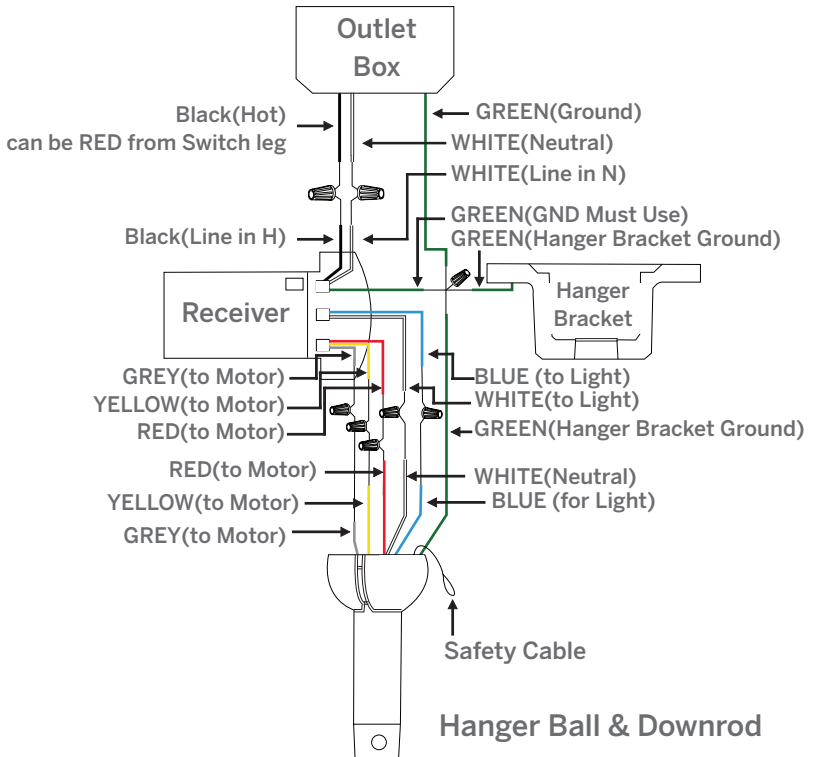 Outlet
Box
Black(Hot)
can be RED from Switch leg
GREEN(Ground)
WHITE(Neutral)
WHITE(Line in N)
GREEN(GND Must Use)
Black(Line in H)
GREEN(Hanger Bracket Ground)
Receiver
Hanger
Bracket
GREY(to Motor)
YELLOW(to Motor)
RED(to Motor)
BLUE (to Light)
WHITE(to Light)
GREEN(Hanger Bracket Ground)
RED(to Motor)
YELLOW(to Motor)
GREY(to Motor)
WHITE(Neutral)
BLUE (for Light)
Safety Cable
Hanger Ball & Downrod